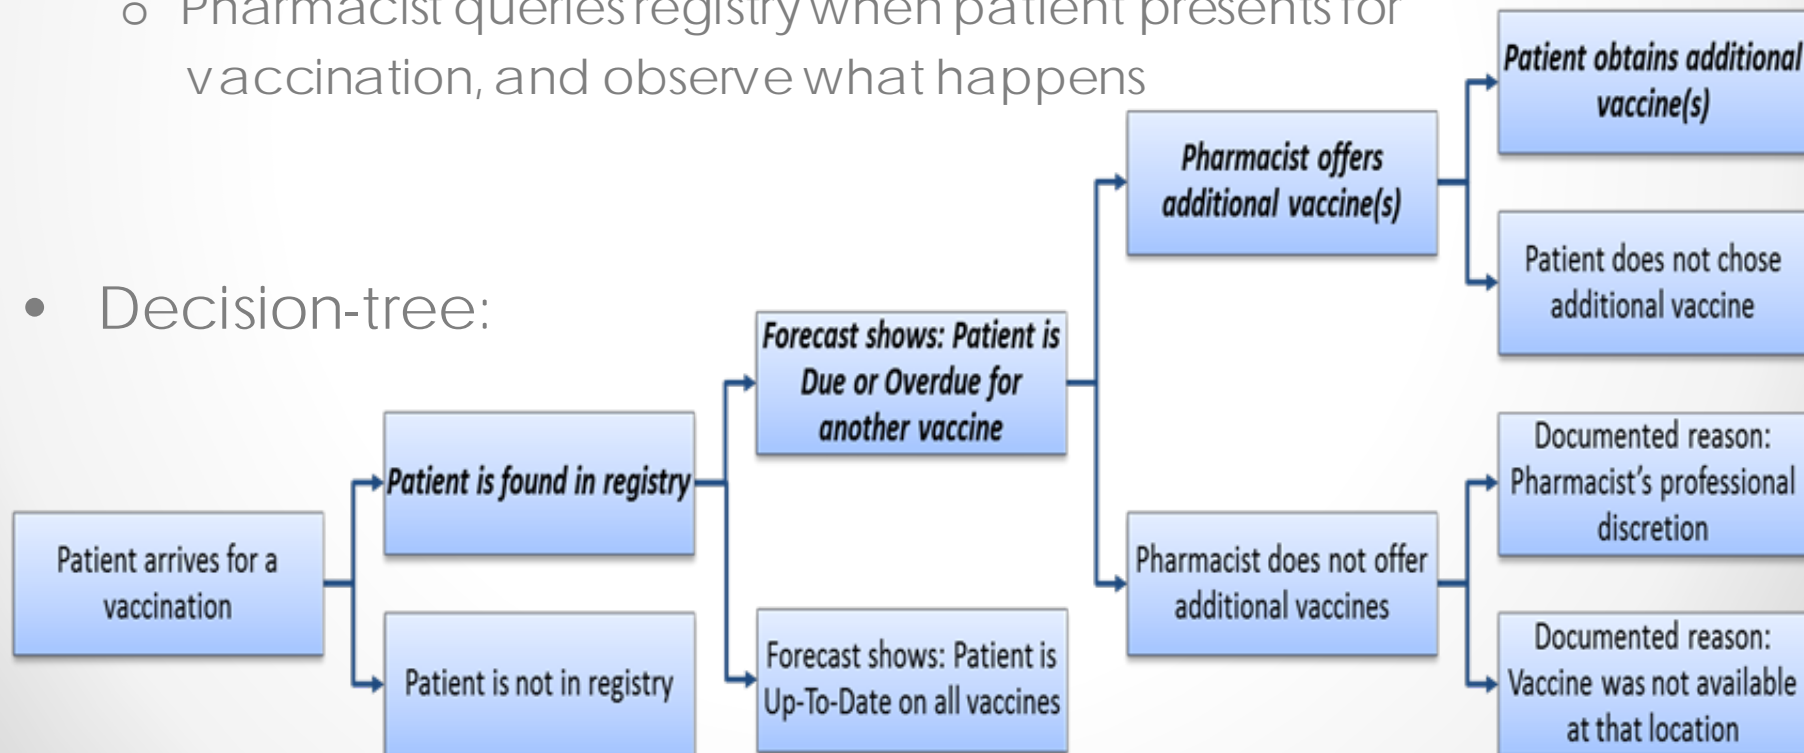 o Pharmacist queries registry when patient presents for
vaccination, and observe what happens
• Decision-tree:
Patient arrives for a
vaccination
Patient is found in registry
Patient is not in registry
Forecast shows: Patient is
Due or Overdue for
another vaccine
Forecast shows: Patient is
Up-To-Date on all vaccines
Pharmacist offers
additional vaccine(s)
Pharmacist does not offer
additional vaccines
Patient obtains additional
vaccine(s)
Patient does not chose
additional vaccine
Documented reason:
Pharmacist’s professional
discretion
Documented reason:
Vaccine was not available
at that location